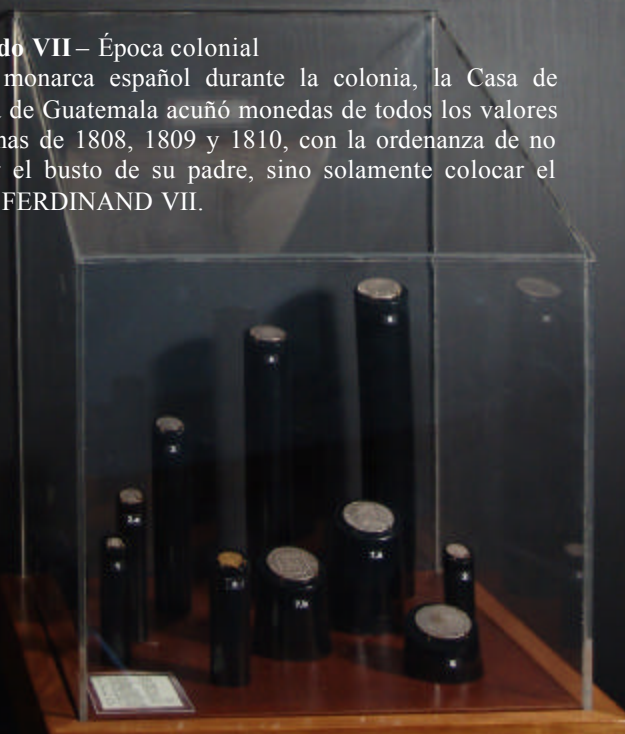 do VII – Época colonial
monarca español durante la colonia, la Casa de
de Guatemala acuñó monedas de todos los valores
nas de 1808, 1809 y 1810, con la ordenanza de no
el busto de su padre, sino solamente colocar el
FERDINAND VII.